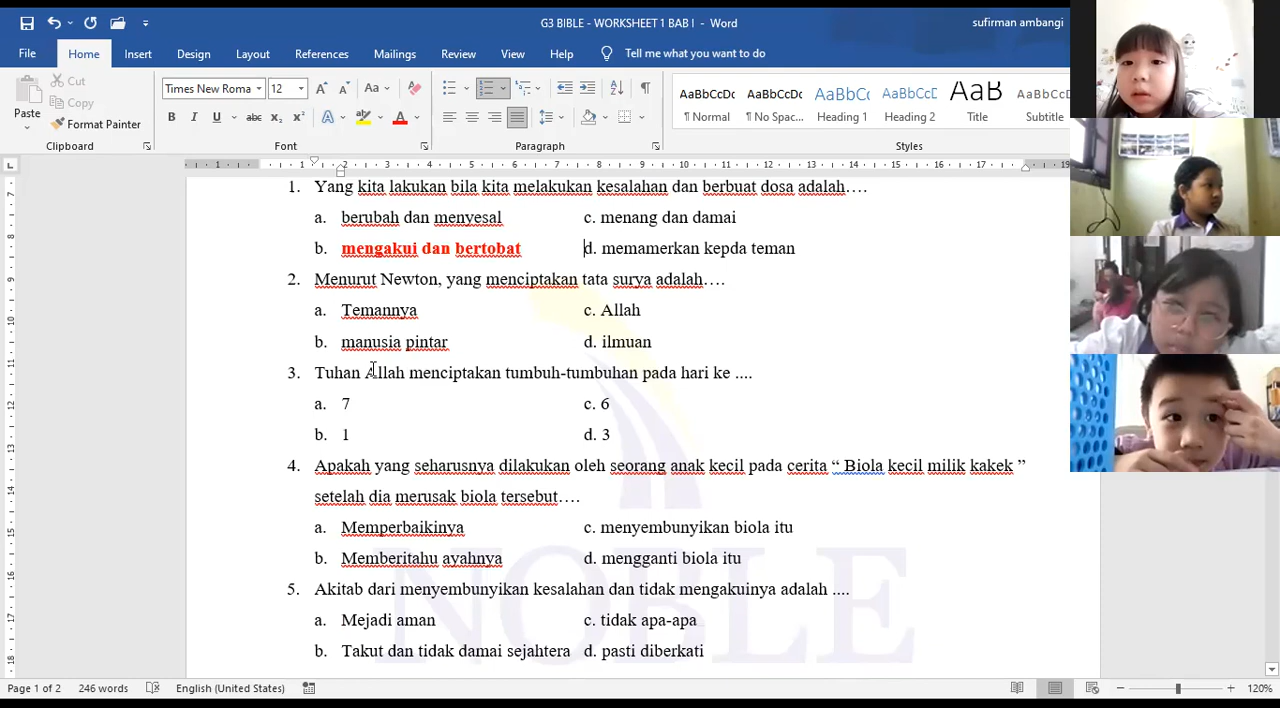 G3 BIBLE - WORKSHEET 1 BAB I - Word
sufirman ambangi
File Home Insert Design Layout References Mailings Review View Help Tell me what you want to do
Paste
Cut
Copy
Format Painter
Clipboard
Times New Roma 12
Font
Paragraph
AaBbCcDc AaBbCcDc AaBbC AaBbCcD AaB AaBbCcD
¶ Normal ¶ No Spac... Heading 1 Heading 2 Title Subtitle
Styles
1. Yang kita lakukan bila kita melakukan kesalahan dan berbuat dosa adalah….
a. berubah dan menyesal c. menang dan damai
b. mengakui dan bertobat d. memamerkan kepda teman
2. Menurut Newton, yang menciptakan tata surya adalah….
a. Temannya c. Allah
b. manusia pintar d. ilmuan
3. Tuhan Allah menciptakan tumbuh-tumbuhan pada hari ke ....
a. 7 c. 6
b. 1 d. 3
4. Apakah yang seharusnya dilakukan oleh seorang anak kecil pada cerita “ Biola kecil milik kakek ”
setelah dia merusak biola tersebut….
a. Memperbaikinya c. menyembunyikan biola itu
b. Memberitahu ayahnya d. mengganti biola itu
5. Akitab dari menyembunyikan kesalahan dan tidak mengakuinya adalah ....
a. Mejadi aman c. tidak apa-apa
b. Takut dan tidak damai sejahtera d. pasti diberkati
NOBLE
Page 1 of 2 246 words English (United States) 120%